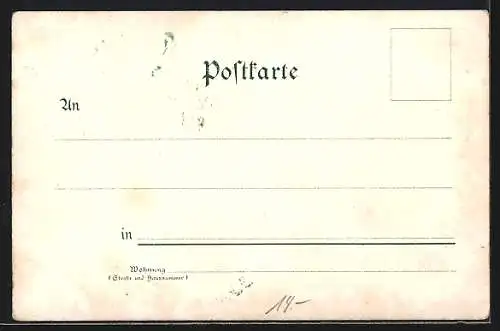 Postkarte
An
in
Wohnung
(Straße und Hausnummer)
14.-